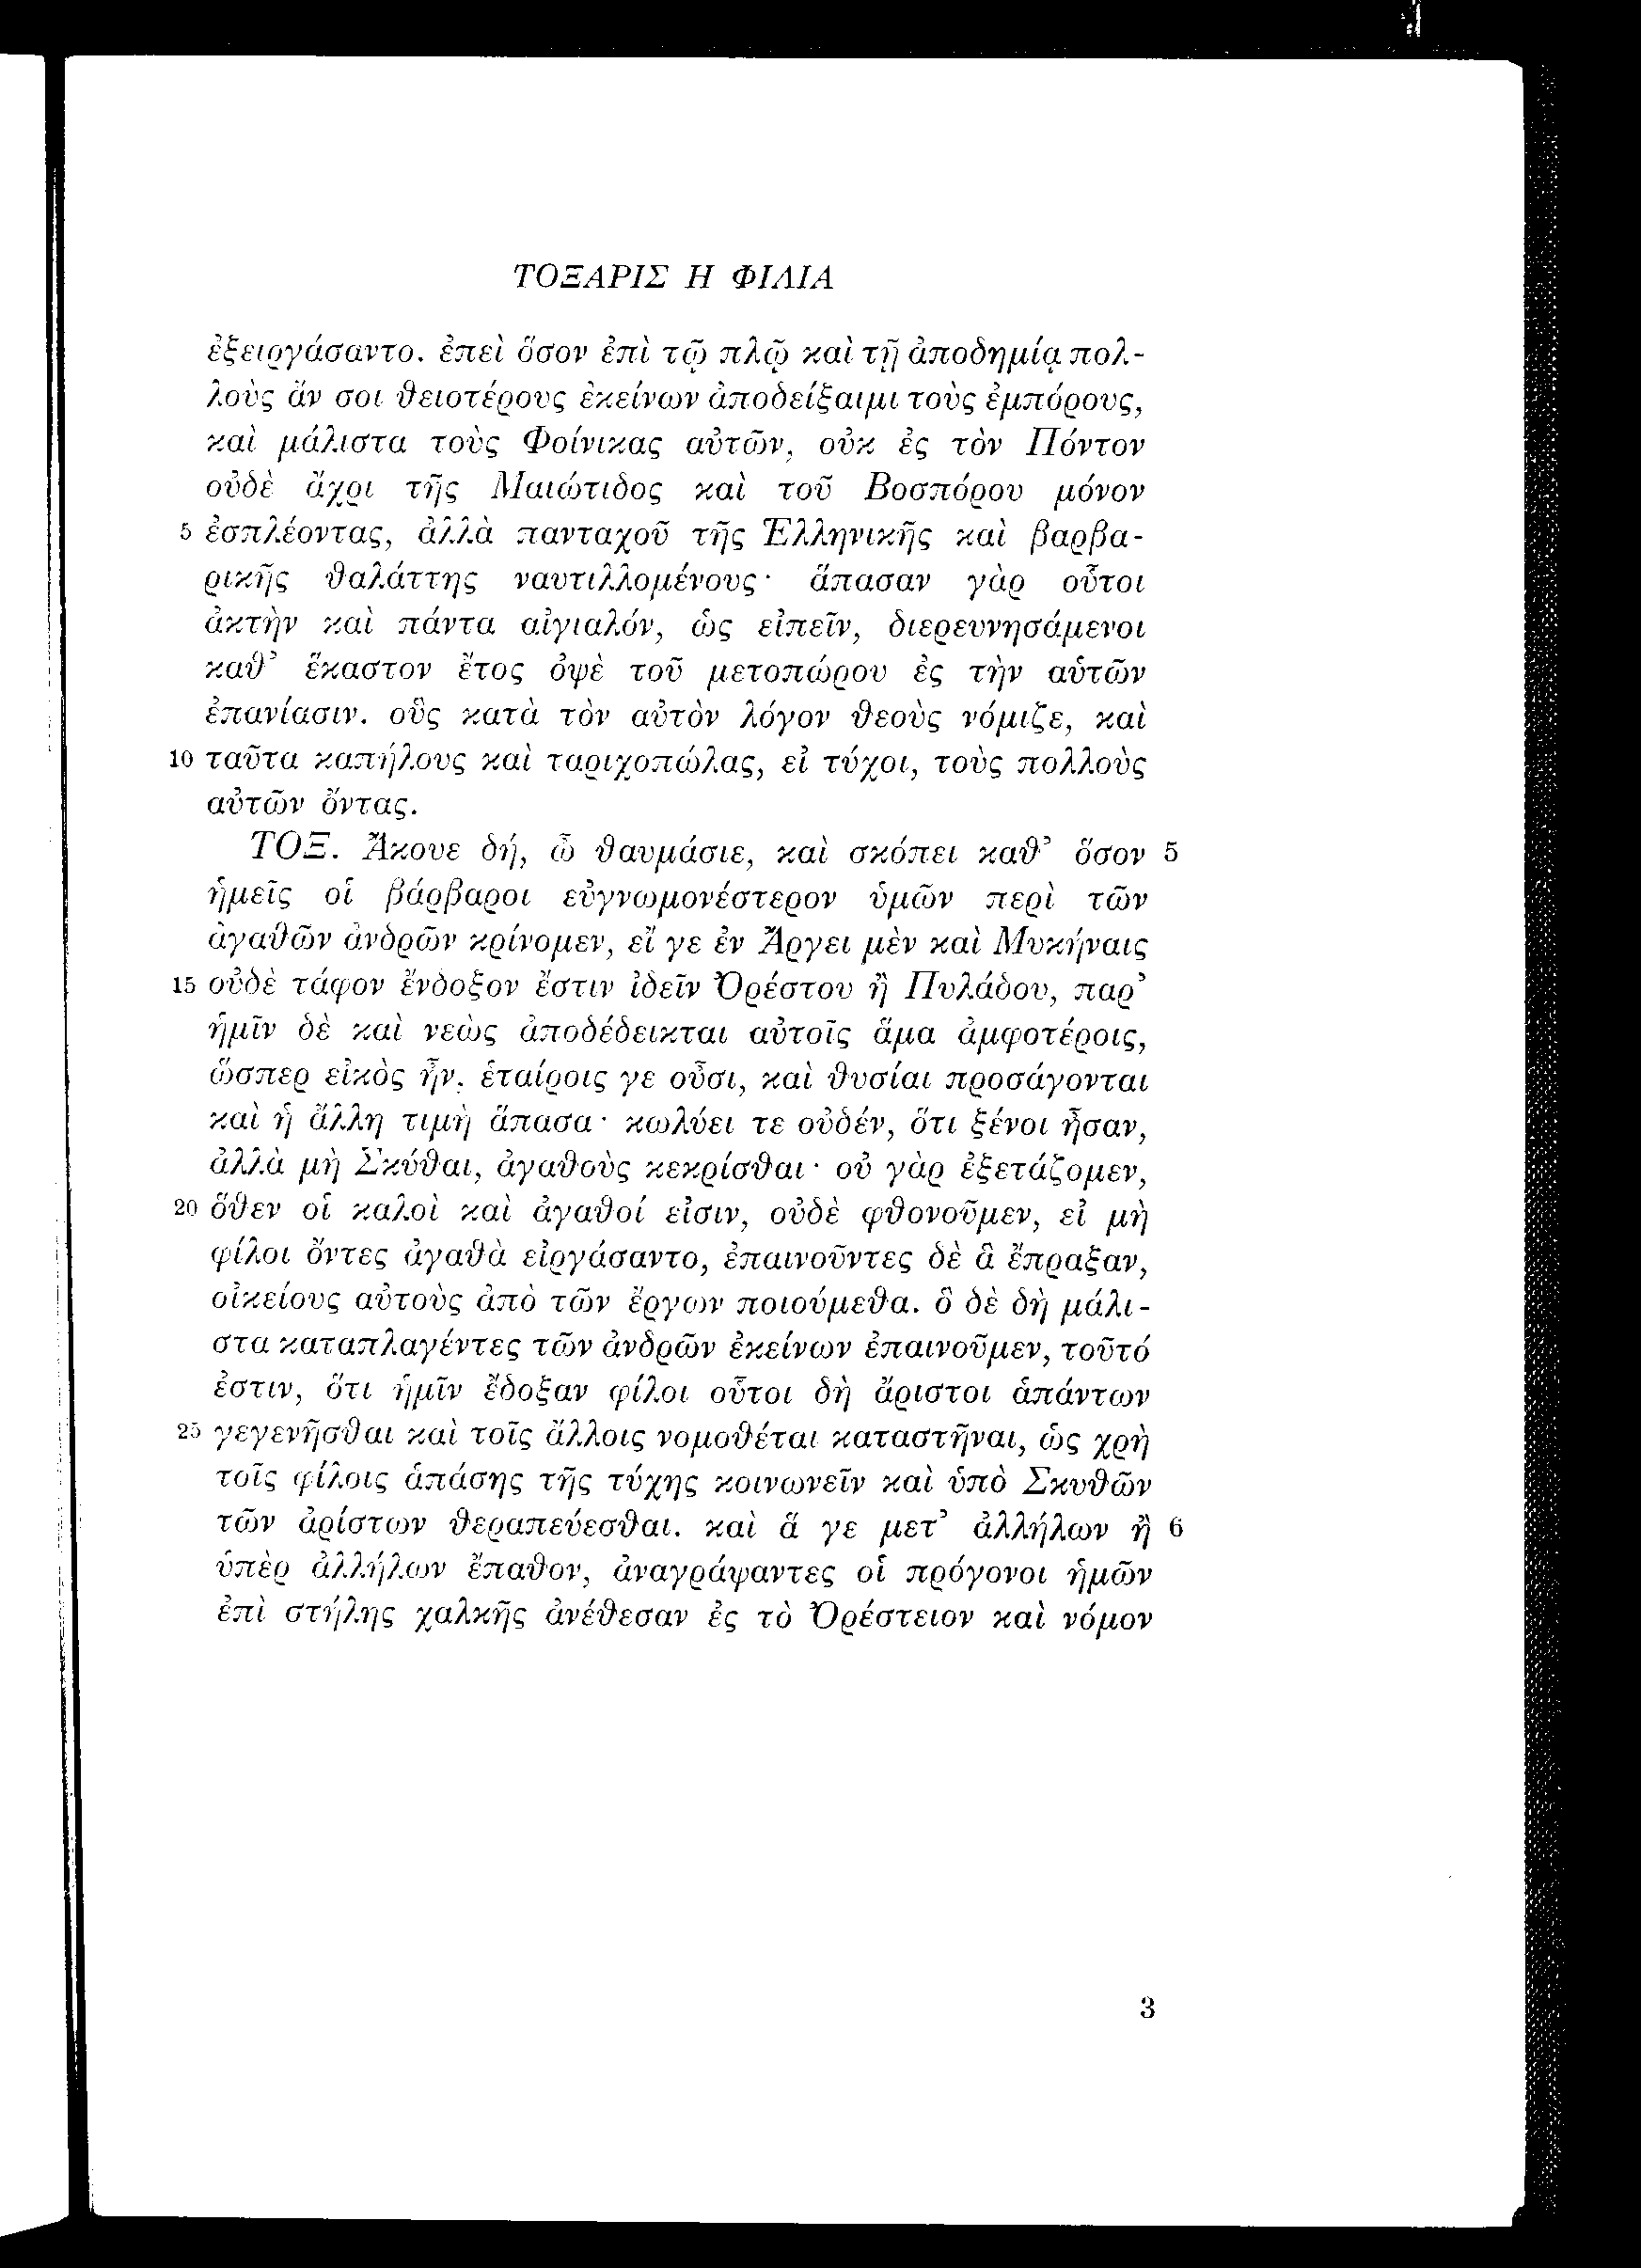 ΤΟΞΑΡΙΣ Η ΦΙΛΙΑ
ἐξειργάσαντο. ἐπεὶ ὅσον ἐπὶ τῷ πλῷ καὶ τῇ ἀποδημίᾳ πολ-
λοὺς ἄν σοι θειοτέρους ἐκείνων ἀποδείξαιμι τοὺς ἐμπόρους,
καὶ μάλιστα τοὺς Φοίνικας αὐτῶν, οὐκ ἐς τὸν Πόντον
οὐδὲ ἄχρι τῆς Μαιώτιδος καὶ τοῦ Βοσπόρου μόνον
5 ἐσπλέοντας, ἀλλὰ πανταχοῦ τῆς Ἑλληνικῆς καὶ βαρβα-
ρικῆς θαλάττης ναυτιλλομένους· ἅπασαν γὰρ οὗτοι
ἀκτὴν καὶ πάντα αἰγιαλόν, ὡς εἰπεῖν, διερευνησάμενοι
καθ’ ἕκαστον ἔτος ὀψὲ τοῦ μετοπώρου ἐς τὴν αὑτῶν
ἐπανίασιν. οὓς κατὰ τὸν αὐτὸν λόγον θεοὺς νόμιζε, καὶ
10 ταῦτα καπήλους καὶ ταριχοπώλας, εἰ τύχοι, τοὺς πολλοὺς
αὐτῶν ὄντας.
ΤΟΞ. Ἄκουε δή, ὦ θαυμάσιε, καὶ σκόπει καθ’ ὅσον 5
ἡμεῖς οἱ βάρβαροι εὐγνωμονέστερον ὑμῶν περὶ τῶν
ἀγαθῶν ἀνδρῶν κρίνομεν, εἴ γε ἐν Ἄργει μὲν καὶ Μυκήναις
15 οὐδὲ τάφον ἔνδοξον ἔστιν ἰδεῖν Ὀρέστου ἢ Πυλάδου, παρ’
ἡμῖν δὲ καὶ νεὼς ἀποδέδεικται αὐτοῖς ἅμα ἀμφοτέροις,
ὥσπερ εἰκὸς ἦν, ἑταίροις γε οὖσι, καὶ θυσίαι προσάγονται
καὶ ἡ ἄλλη τιμὴ ἅπασα· κωλύει τε οὐδέν, ὅτι ξένοι ἦσαν,
ἀλλὰ μὴ Σκύθαι, ἀγαθοὺς κεκρίσθαι· οὐ γὰρ ἐξετάζομεν,
20 ὅθεν οἱ καλοὶ καὶ ἀγαθοί εἰσιν, οὐδὲ φθονοῦμεν, εἰ μὴ
φίλοι ὄντες ἀγαθὰ εἰργάσαντο, ἐπαινοῦντες δὲ ἃ ἔπραξαν,
οἰκείους αὐτοὺς ἀπὸ τῶν ἔργων ποιούμεθα. ὃ δὲ δὴ μάλι-
στα καταπλαγέντες τῶν ἀνδρῶν ἐκείνων ἐπαινοῦμεν, τοῦτό
ἐστιν, ὅτι ἡμῖν ἔδοξαν φίλοι οὗτοι δὴ ἄριστοι ἁπάντων
25 γεγενῆσθαι καὶ τοῖς ἄλλοις νομοθέται καταστῆναι, ὡς χρὴ
τοῖς φίλοις ἁπάσης τῆς τύχης κοινωνεῖν καὶ ὑπὸ Σκυθῶν
τῶν ἀρίστων θεραπεύεσθαι. καὶ ἅ γε μετ’ ἀλλήλων ἢ 6
ὑπὲρ ἀλλήλων ἔπαθον, ἀναγράψαντες οἱ πρόγονοι ἡμῶν
ἐπὶ στήλης χαλκῆς ἀνέθεσαν ἐς τὸ Ὀρέστειον καὶ νόμον
3